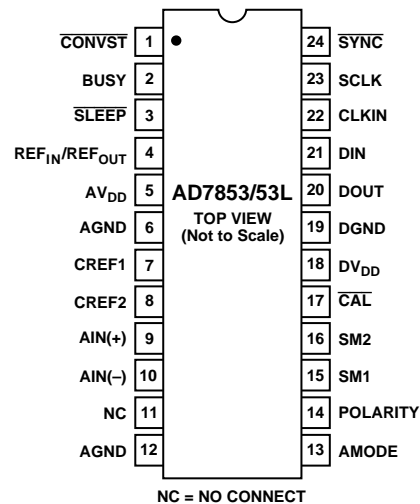 CONVST 1 24 SYNC
BUSY 2 23 SCLK
SLEEP 3 22 CLKIN
REFIN/REFOUT 4 21 DIN
AVDD 5 AD7853/53L 20 DOUT
TOP VIEW
AGND 6 (Not to Scale) 19 DGND
CREF1 7 18 DVDD
CREF2 8 17 CAL
AIN(+) 9 16 SM2
AIN(–) 10 15 SM1
NC 11 14 POLARITY
AGND 12 13 AMODE
NC = NO CONNECT